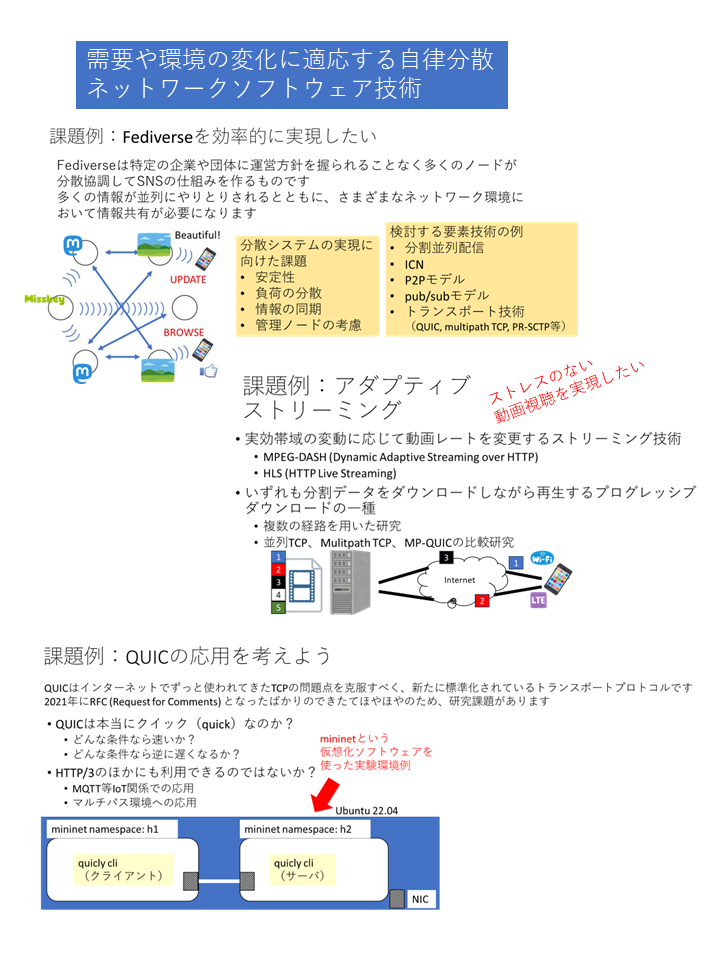 需要や環境の変化に適応する自律分散
ネットワークソフトウェア技術
課題例：Fediverseを効率的に実現したい
Fediverseは特定の企業や団体に運営方針を握られることなく多くのノードが
分散協調してSNSの仕組みを作るものです
多くの情報が並列にやりとりされるとともに、さまざまなネットワーク環境に
おいて情報共有が必要になります
Beautiful!
UPDATE
Misskey
BROWSE
分散システムの実現に
向けた課題
• 安定性
• 負荷の分散
• 情報の同期
• 管理ノードの考慮
検討する要素技術の例
• 分割並列配信
• ICN
• P2Pモデル
• pub/subモデル
• トランスポート技術
（QUIC, multipath TCP, PR-SCTP等）
課題例：アダプティブ
ストリーミング
ストレスのない
動画視聴を実現したい
• 実効帯域の変動に応じて動画レートを変更するストリーミング技術
• MPEG-DASH (Dynamic Adaptive Streaming over HTTP)
• HLS (HTTP Live Streaming)
• いずれも分割データをダウンロードしながら再生するプログレッシブ
ダウンロードの一種
• 複数の経路を用いた研究
• 並列TCP、Mulitpath TCP、MP-QUICの比較研究
1
2
3
4
5
3
1
Wi-Fi
Internet
2
LTE
課題例：QUICの応用を考えよう
QUICはインターネットでずっと使われてきたTCPの問題点を克服すべく、新たに標準化されているトランスポートプロトコルです
2021年にRFC (Request for Comments) となったばかりのできたてほやほやのため、研究課題があります
• QUICは本当にクイック（quick）なのか？
• どんな条件なら速いか？
• どんな条件なら逆に遅くなるか？
• HTTP/3のほかにも利用できるのではないか？
• MQTT等IoT関係での応用
• マルチパス環境への応用
mininetという
仮想化ソフトウェアを
使った実験環境例
Ubuntu 22.04
mininet namespace: h1
mininet namespace: h2
quicly cli
（クライアント）
quicly cli
（サーバ）
NIC